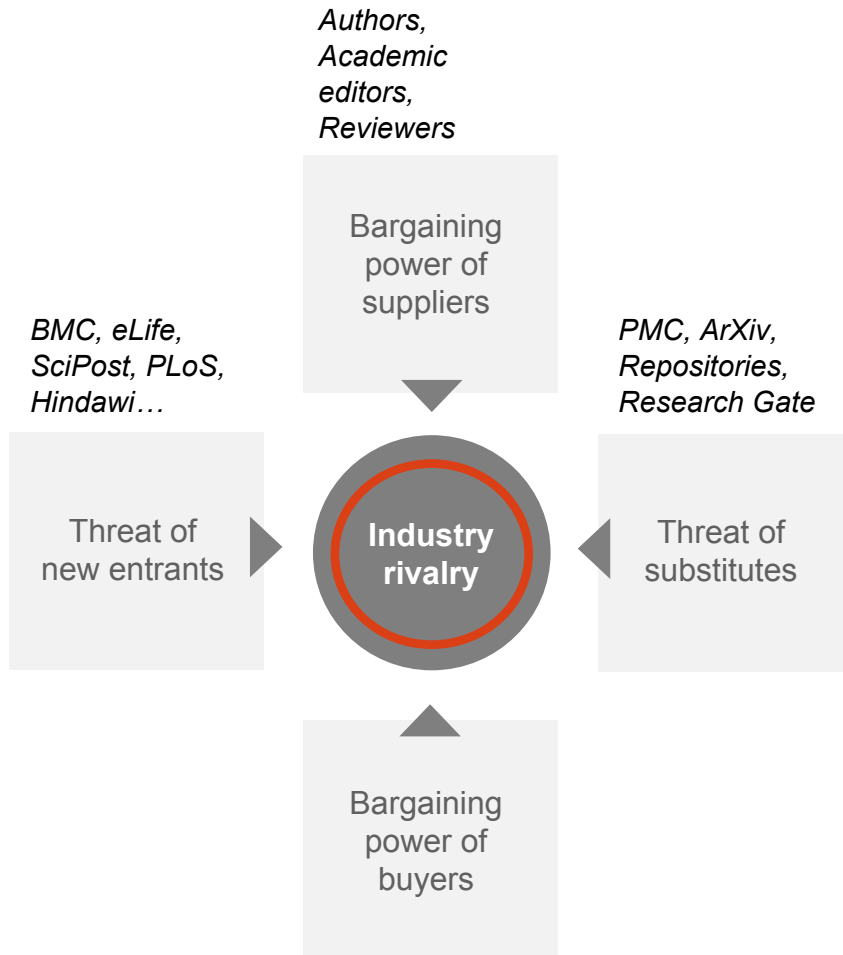 Authors,
Academic
editors,
Reviewers
Bargaining
power of
suppliers
BMC, eLife,
SciPost, PLoS,
Hindawi…
PMC, ArXiv,
Repositories,
Research Gate
Threat of
new entrants
Industry
rivalry
Threat of
substitutes
Bargaining
power of
buyers